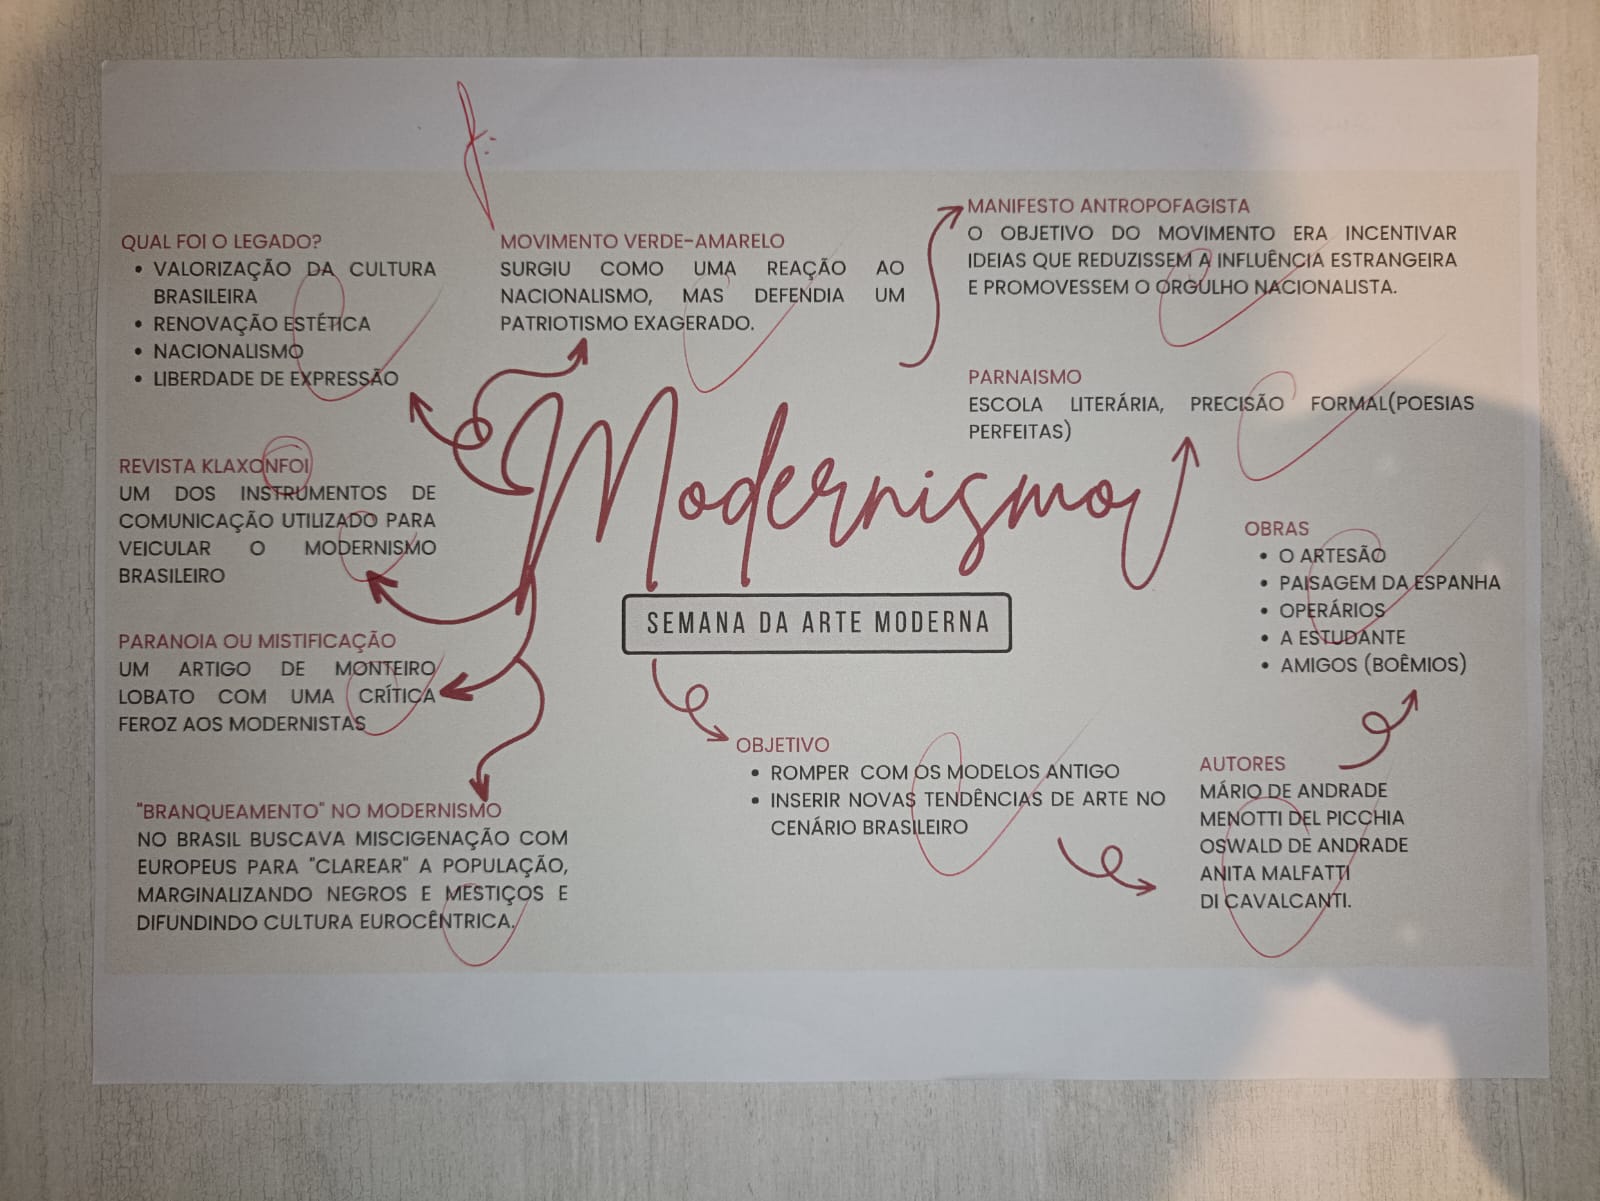 QUAL FOI O LEGADO?
• VALORIZAÇÃO DA CULTURA
BRASILEIRA
• RENOVAÇÃO ESTÉTICA
• NACIONALISMO
• LIBERDADE DE EXPRESSÃO
MOVIMENTO VERDE-AMARELO
SURGIU COMO UMA REAÇÃO AO
NACIONALISMO, MAS DEFENDIA UM
PATRIOTISMO EXAGERADO.
MANIFESTO ANTROPOFAGISTA
O OBJETIVO DO MOVIMENTO ERA INCENTIVAR
IDEIAS QUE REDUZISSEM A INFLUÊNCIA ESTRANGEIRA
E PROMOVESSEM O ORGULHO NACIONALISTA.
PARNAISMO
ESCOLA LITERÁRIA, PRECISÃO FORMAL(POESIAS
PERFEITAS)
REVISTA KLAXONFOI
UM DOS INSTRUMENTOS DE
COMUNICAÇÃO UTILIZADO PARA
VEICULAR O MODERNISMO
BRASILEIRO
Modernismo
SEMANA DA ARTE MODERNA
OBRAS
• O ARTESÃO
• PAISAGEM DA ESPANHA
• OPERÁRIOS
• A ESTUDANTE
• AMIGOS (BOÊMIOS)
PARANOIA OU MISTIFICAÇÃO
UM ARTIGO DE MONTEIRO
LOBATO COM UMA CRÍTICA
FEROZ AOS MODERNISTAS
OBJETIVO
• ROMPER COM OS MODELOS ANTIGO
• INSERIR NOVAS TENDÊNCIAS DE ARTE NO
CENÁRIO BRASILEIRO
AUTORES
MÁRIO DE ANDRADE
MENOTTI DEL PICCHIA
OSWALD DE ANDRADE
ANITA MALFATTI
DI CAVALCANTI.
"BRANQUEAMENTO" NO MODERNISMO
NO BRASIL BUSCAVA MISCIGENAÇÃO COM
EUROPEUS PARA "CLAREAR" A POPULAÇÃO,
MARGINALIZANDO NEGROS E MESTIÇOS E
DIFUNDINDO CULTURA EUROCÊNTRICA.